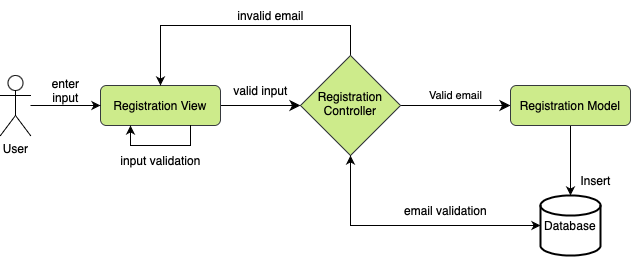 invalid email
enter
input
Registration View
valid input
Registration
Controller
Valid email
Registration Model
User
input validation
Insert
email validation
Database